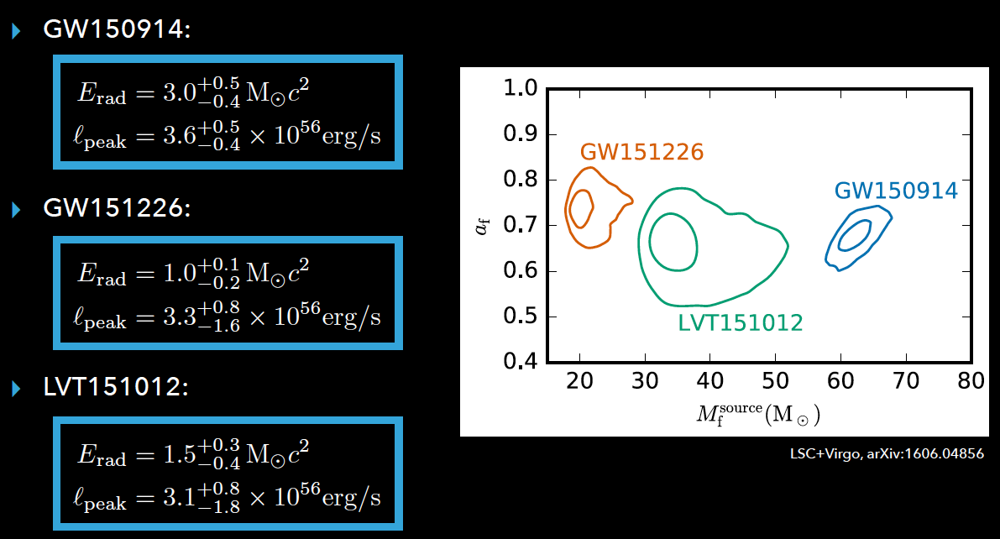 GW150914:
E_rad = 3.0^{+0.5}_{−0.4} M_⊙c^2
ℓ_peak = 3.6^{+0.5}_{−0.4} × 10^{56}erg/s
GW151226:
E_rad = 1.0^{+0.1}_{−0.2} M_⊙c^2
ℓ_peak = 3.3^{+0.8}_{−1.6} × 10^{56}erg/s
LVT151012:
E_rad = 1.5^{+0.3}_{−0.4} M_⊙c^2
ℓ_peak = 3.1^{+0.8}_{−1.8} × 10^{56}erg/s
1.0
0.9
0.8
0.7
0.6
0.5
0.4
a_f
GW151226
GW150914
LVT151012
20 30 40 50 60 70 80
M_f^{source}(M_⊙)
LSC+Virgo, arXiv:1606.04856